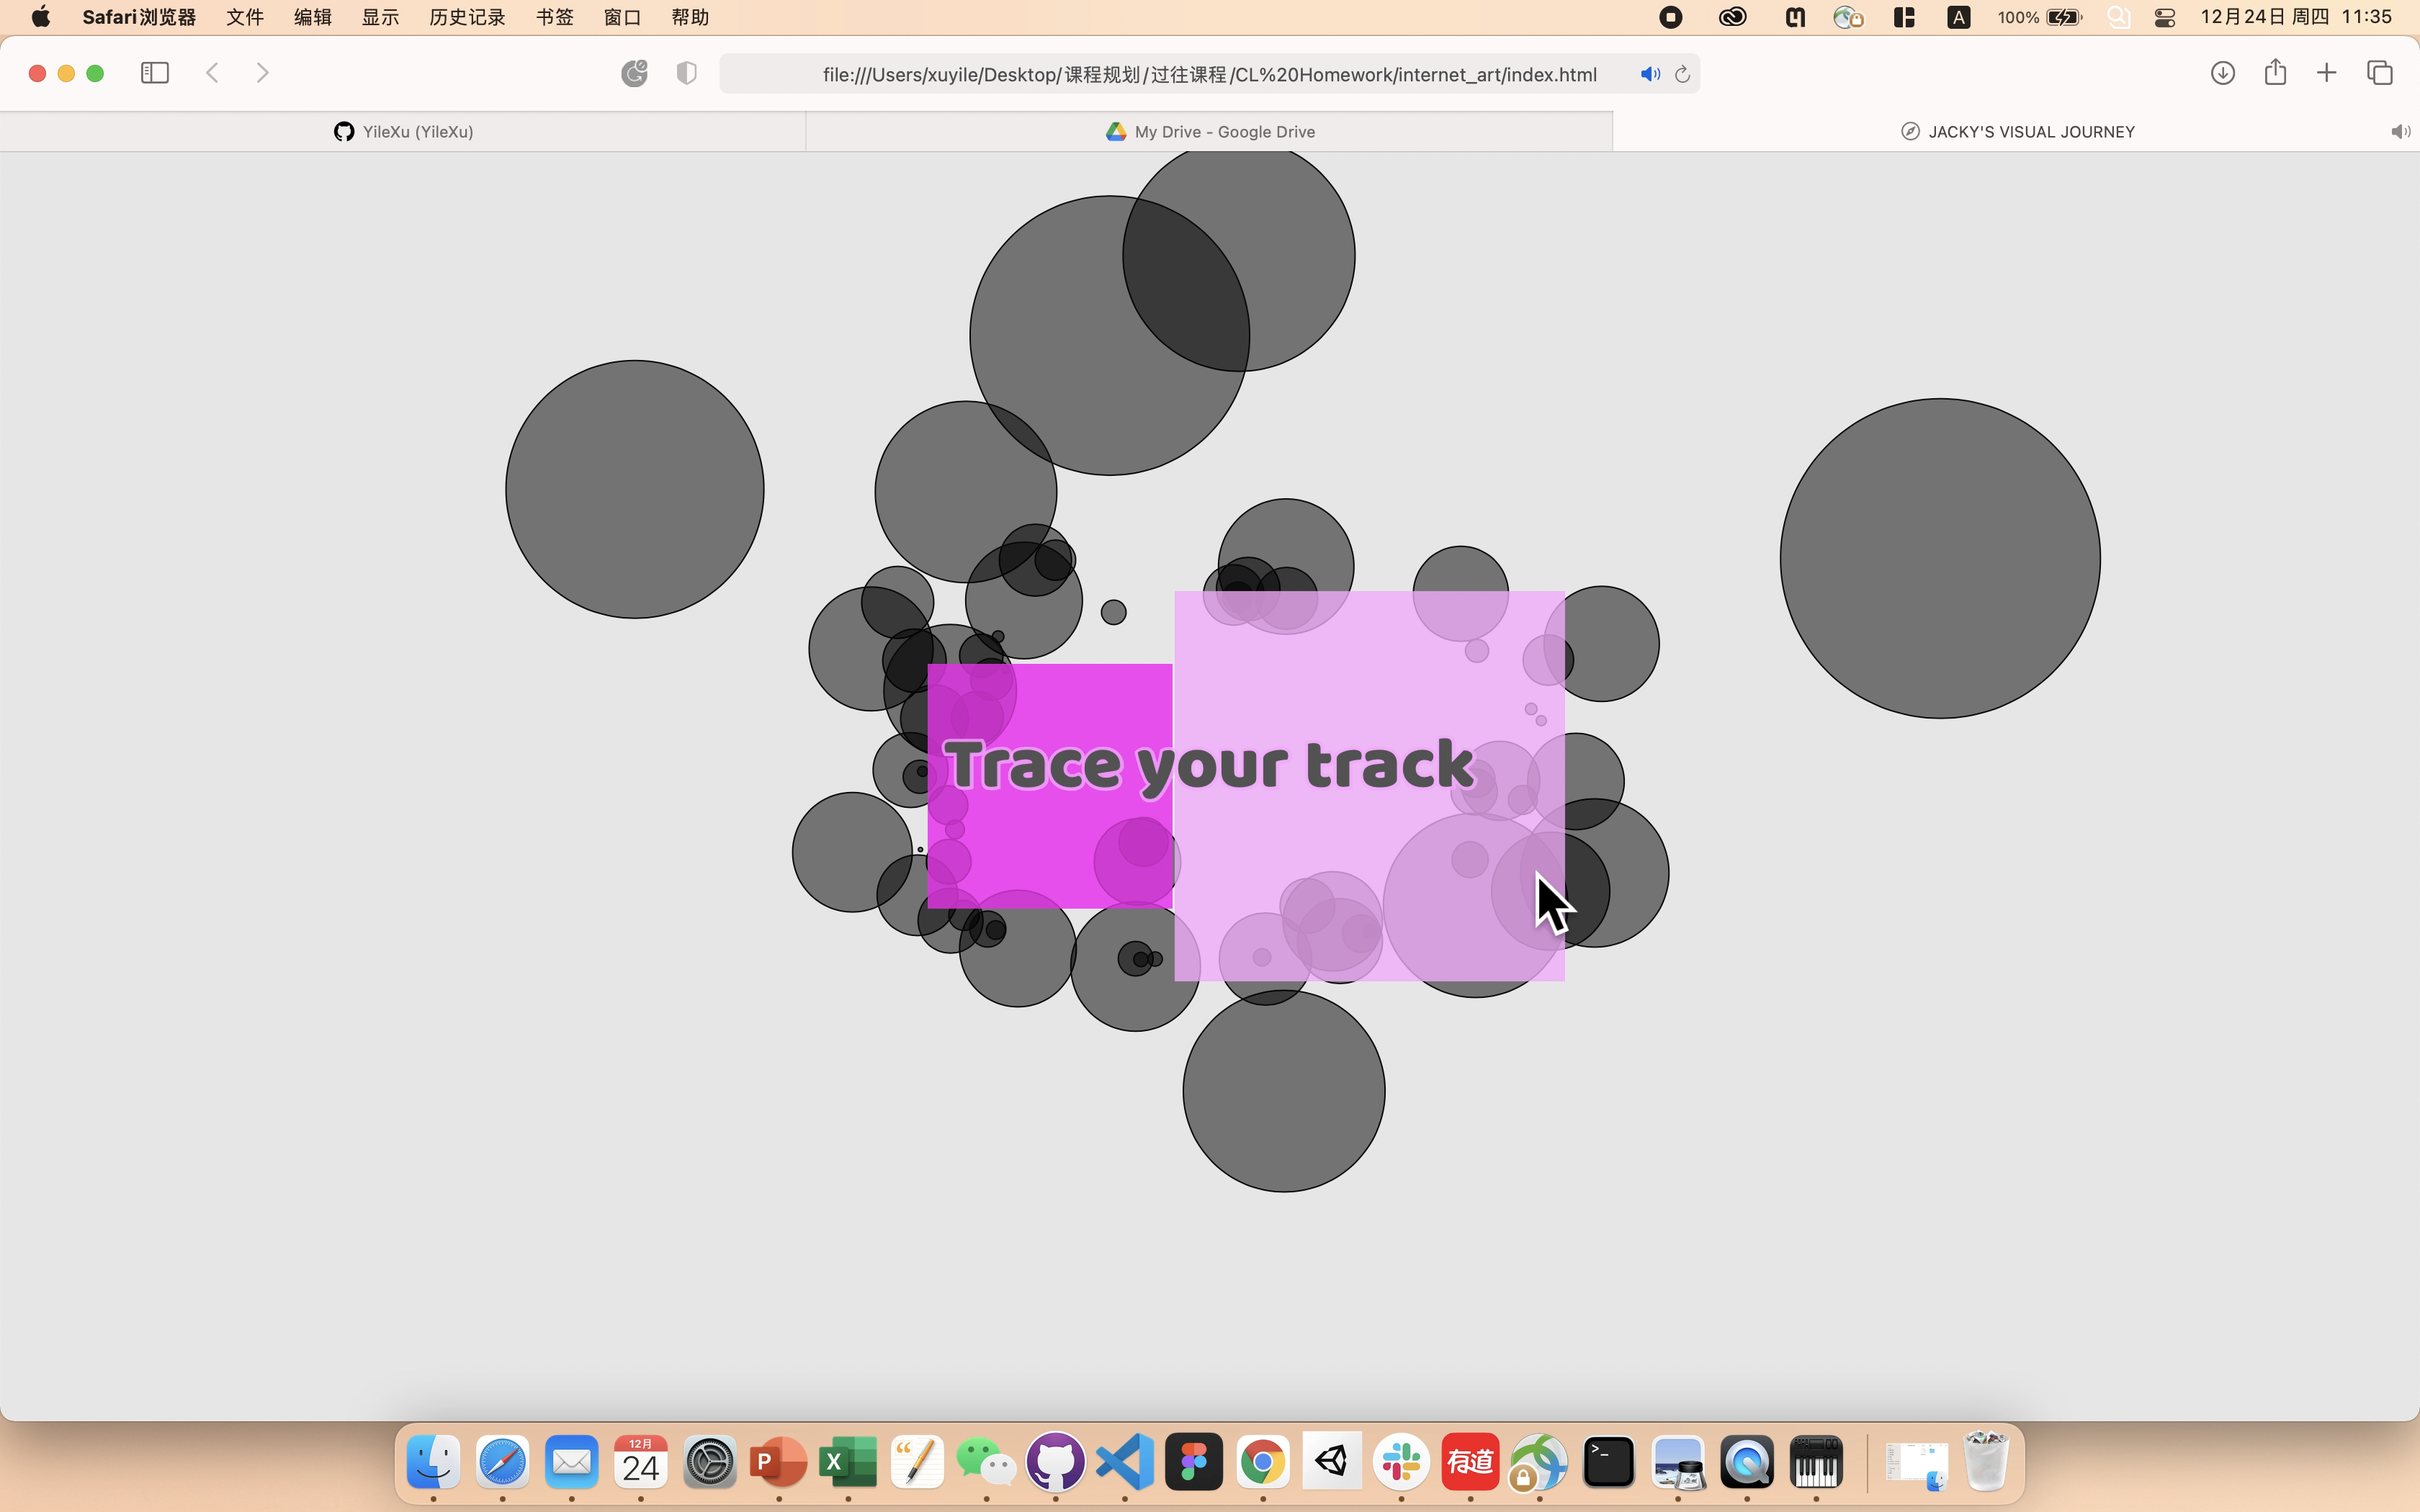 Safari浏览器 文件 编辑 显示 历史记录 书签 窗口 帮助 A 100% 12月24日 周四 11:35
file:///Users/xuyile/Desktop/课程规划/过往课程/CL%20Homework/internet_art/index.html
YileXu (YileXu) My Drive - Google Drive JACKY'S VISUAL JOURNEY
Trace your track
12月
24
P X 有道 >_